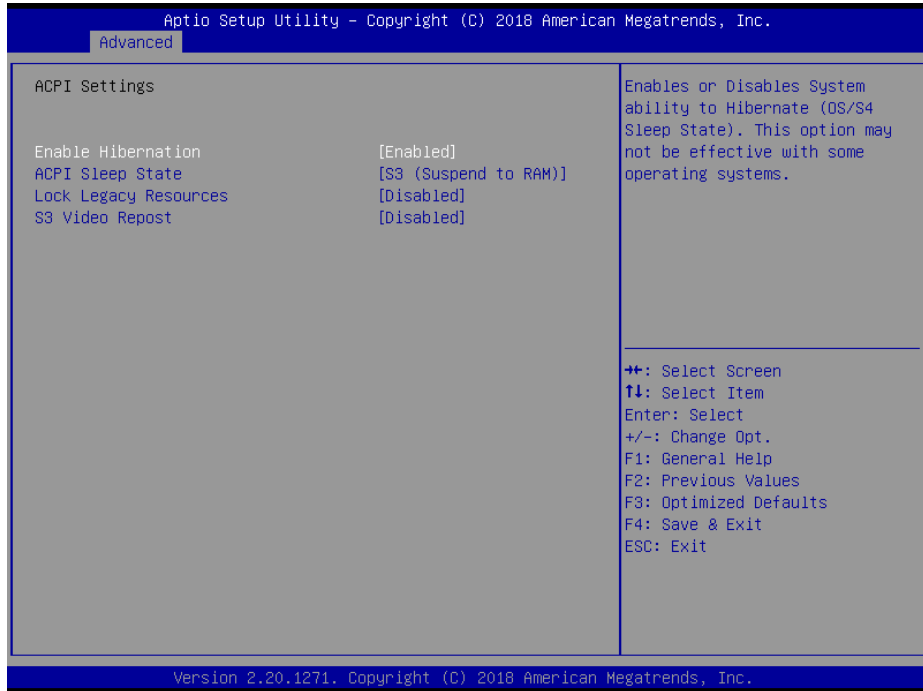 Aptio Setup Utility – Copyright (C) 2018 American Megatrends, Inc.
Advanced
ACPI Settings
Enable Hibernation [Enabled]
ACPI Sleep State [S3 (Suspend to RAM)]
Lock Legacy Resources [Disabled]
S3 Video Repost [Disabled]
Enables or Disables System
ability to Hibernate (OS/S4
Sleep State). This option may
not be effective with some
operating systems.
→←: Select Screen
↑↓: Select Item
Enter: Select
+/-: Change Opt.
F1: General Help
F2: Previous Values
F3: Optimized Defaults
F4: Save & Exit
ESC: Exit
Version 2.20.1271. Copyright (C) 2018 American Megatrends, Inc.